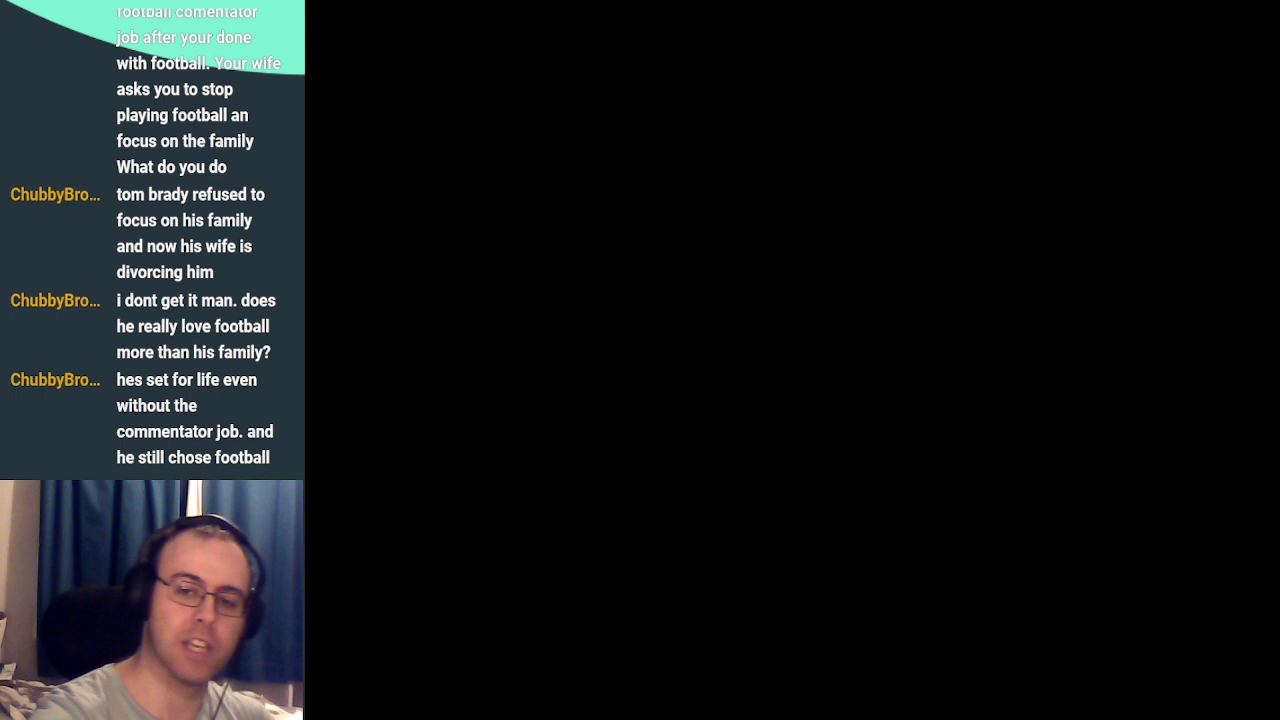 football comentator
job after your done
with football. Your wife
asks you to stop
playing football an
focus on the family
What do you do
ChubbyBro... tom brady refused to
focus on his family
and now his wife is
divorcing him
ChubbyBro... i dont get it man. does
he really love football
more than his family?
ChubbyBro... hes set for life even
without the
commentator job. and
he still chose football